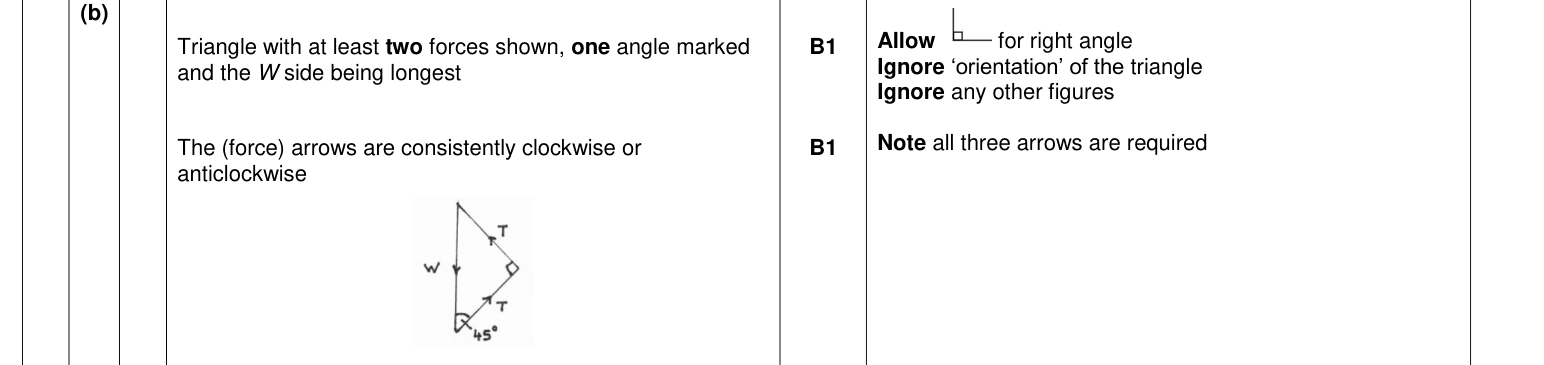 (b)
Triangle with at least two forces shown, one angle marked
and the W side being longest
B1
Allow for right angle
Ignore 'orientation' of the triangle
Ignore any other figures
The (force) arrows are consistently clockwise or
anticlockwise
B1
Note all three arrows are required
T
W
T
45°